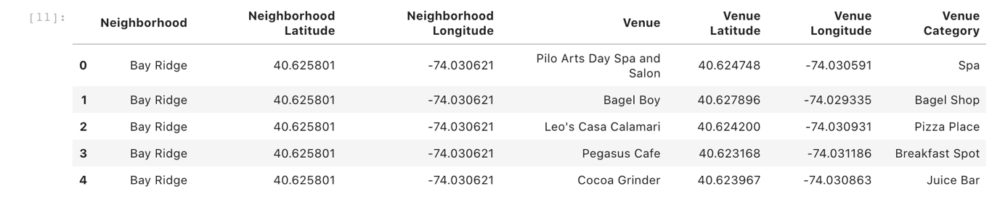 [11]: Neighborhood Neighborhood Latitude Neighborhood Longitude Venue Venue Latitude Venue Longitude Venue Category
0 Bay Ridge 40.625801 -74.030621 Pilo Arts Day Spa and Salon 40.624748 -74.030591 Spa
1 Bay Ridge 40.625801 -74.030621 Bagel Boy 40.627896 -74.029335 Bagel Shop
2 Bay Ridge 40.625801 -74.030621 Leo's Casa Calamari 40.624200 -74.030931 Pizza Place
3 Bay Ridge 40.625801 -74.030621 Pegasus Cafe 40.623168 -74.031186 Breakfast Spot
4 Bay Ridge 40.625801 -74.030621 Cocoa Grinder 40.623967 -74.030863 Juice Bar